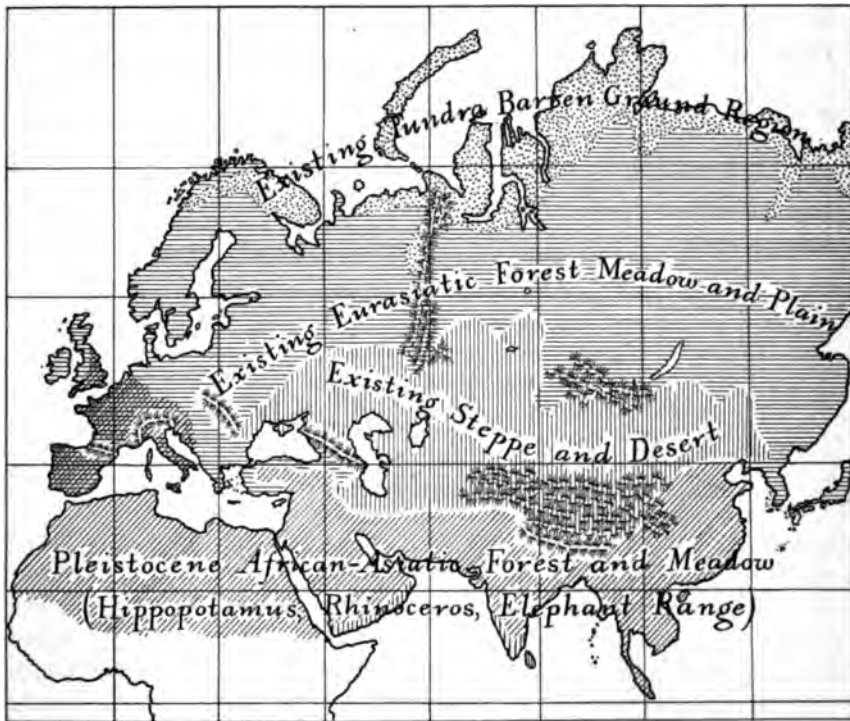 Existing Tundra Barren Ground Region
Existing Eurasiatic Forest Meadow and Plain
Existing Steppe and Desert
Pleistocene African-Asiatic Forest and Meadow
(Hippopotamus, Rhinoceros, Elephant Range)